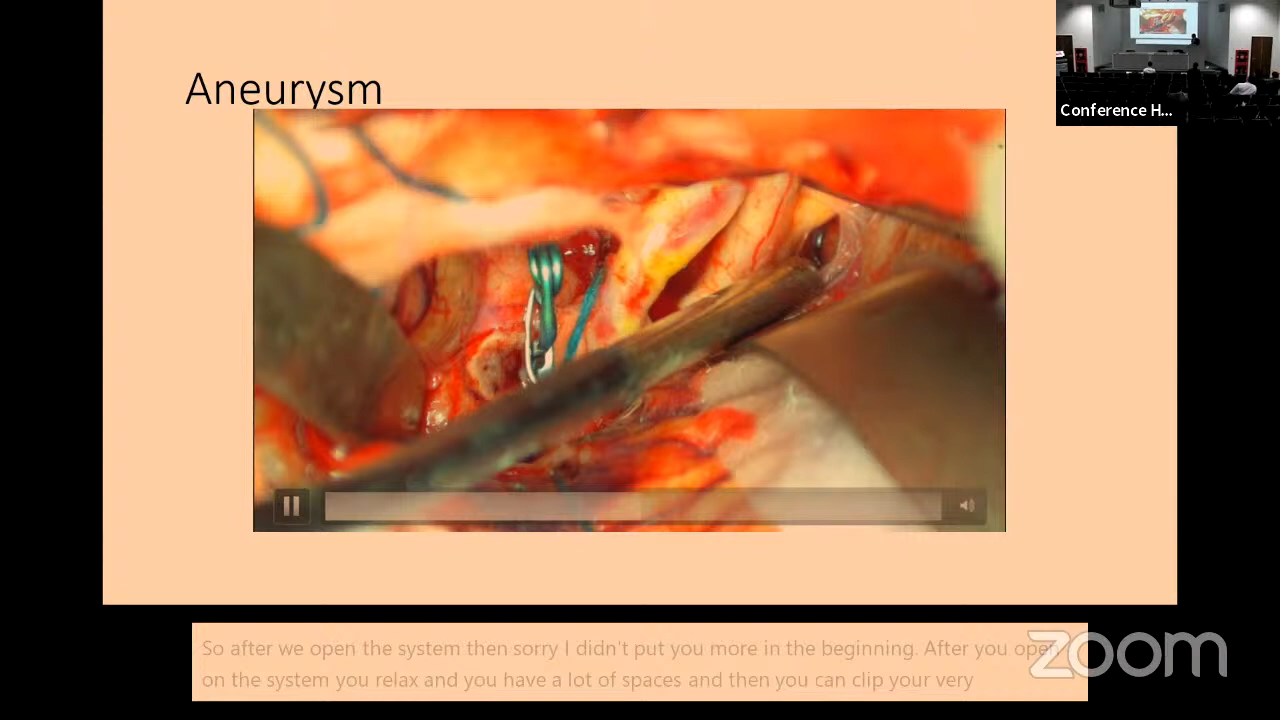 Aneurysm
Conference H...
So after we open the system then sorry I didn't put you more in the beginning. After you open
on the system you relax and you have a lot of spaces and then you can clip your very
zoom